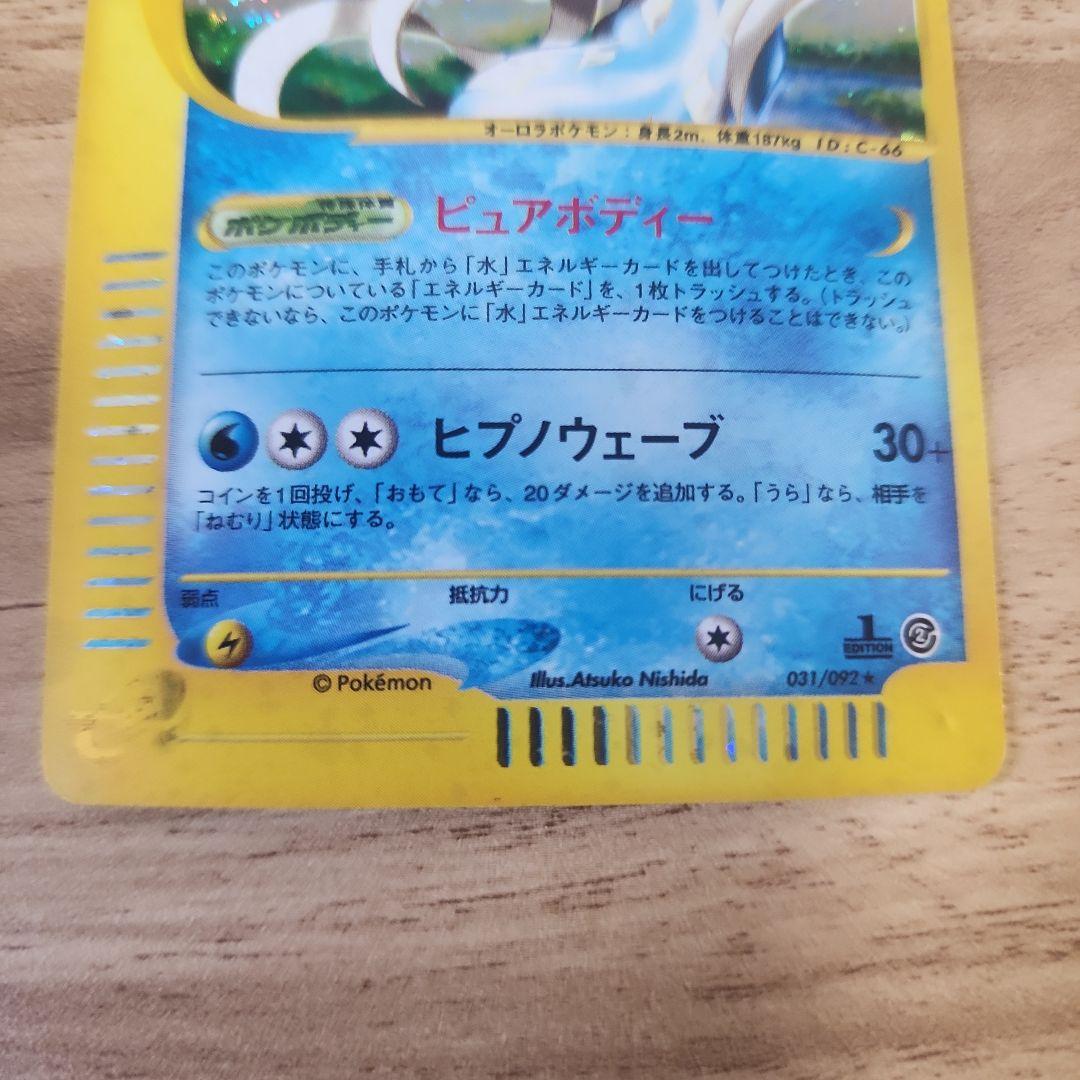 オーロラポケモン：身長2m、体重187kg ID：C-66
特殊体質
ポケボディー ピュアボディー
このポケモンに、手札から「水」エネルギーカードを出してつけたとき、この
ポケモンについている「エネルギーカード」を、1枚トラッシュする。（トラッシュ
できないなら、このポケモンに「水」エネルギーカードをつけることはできない。）
ヒプノウェーブ 30+
コインを1回投げ、「おもて」なら、20ダメージを追加する。「うら」なら、相手を
「ねむり」状態にする。
弱点 抵抗力 にげる
1 EDITION
© Pokémon Illus.Atsuko Nishida 031/092★